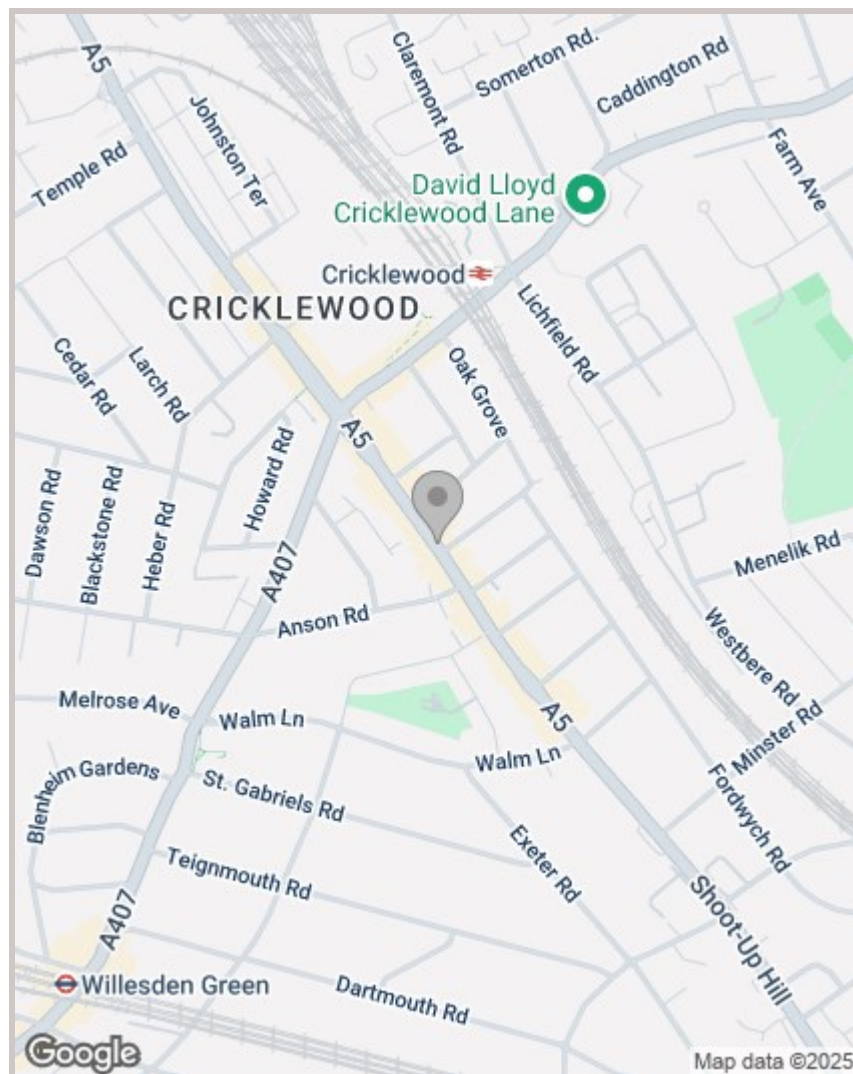 A5
Johnston Ter
Temple Rd
Claremont Rd
Somerton Rd.
Caddington Rd
Farm Ave
David Lloyd
Cricklewood Lane
Cricklewood
CRICKLEWOOD
Lichfield Rd
Cedar Rd
Larch Rd
Oak Grove
A5
Howard Rd
Dawson Rd
Blackstone Rd
Heber Rd
A407
Menelik Rd
Anson Rd
Westbere Rd
Melrose Ave
Walm Ln
A5
Minster Rd
Walm Ln
Blenheim Gardens
St. Gabriels Rd
Fordwych Rd
Exeter Rd
Teignmouth Rd
Shoot-Up Hill
A407
Willesden Green
Dartmouth Rd
Google
Map data ©2025